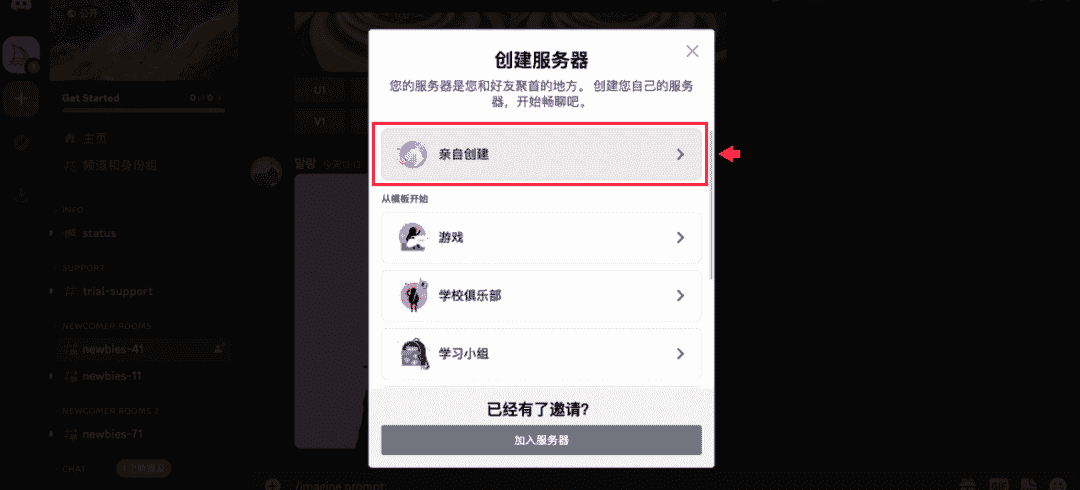 公开
Get Started
主页
频道和身份组
INFO
status
SUPPORT
trial-support
NEWCOMER ROOMS
newbies-41
newbies-11
NEWCOMER ROOMS 2
newbies-71
CHAT
U1
V1
今天
创建服务器
您的服务器是您和好友聚首的地方。创建您自己的服务
器，开始畅聊吧。
亲自创建
从模板开始
游戏
学校俱乐部
学习小组
已经有了邀请?
加入服务器
/imagine prompt:
GIF